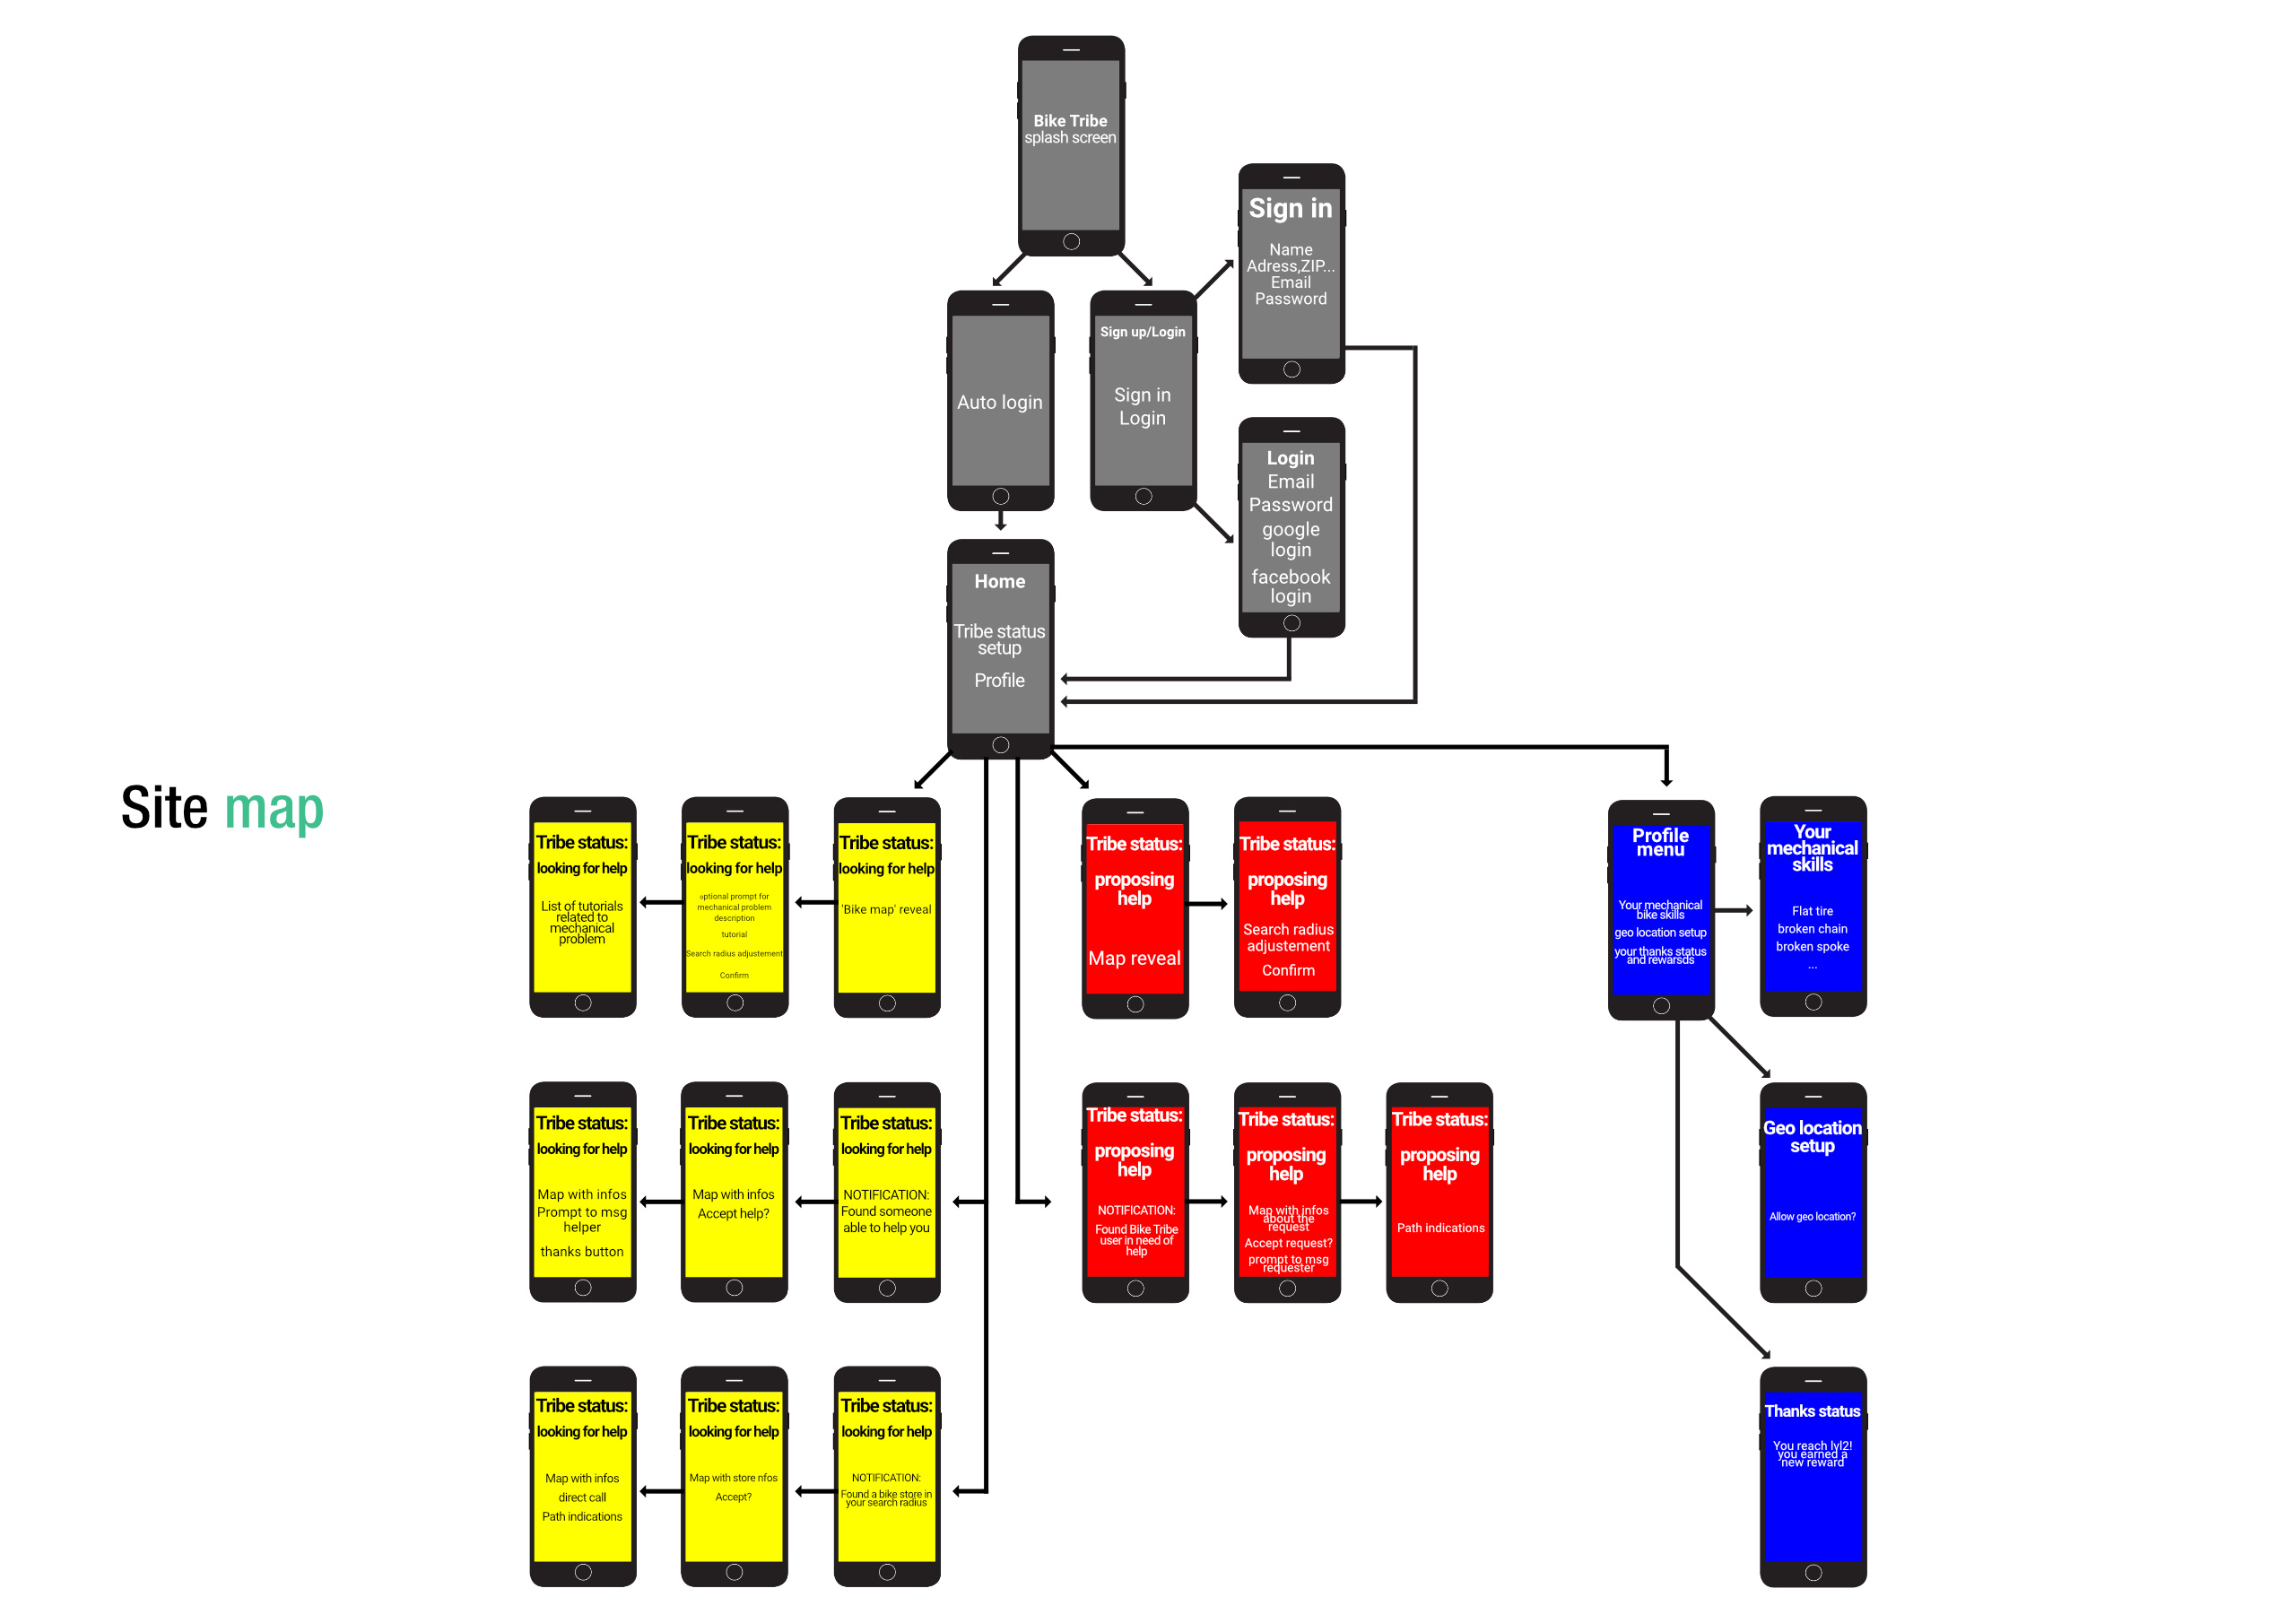 Bike Tribe
splash screen
Sign in
Name
Adress,ZIP...
Email
Password
Auto login
Sign up/Login
Sign in
Login
Login
Email
Password
google
login
facebook
login
Home
Tribe status
setup
Profile
Site map
Tribe status:
looking for help
List of tutorials
related to
mechanical
problem
Tribe status:
looking for help
optional prompt for
mechanical problem
description
tutorial
Search radius adjustement
Confirm
Tribe status:
looking for help
'Bike map' reveal
Tribe status:
proposing
help
Map reveal
Tribe status:
proposing
help
Search radius
adjustement
Confirm
Profile
menu
Your mechanical
bike skills
geo location setup
your thanks status
and rewarsds
Your
mechanical
skills
Flat tire
broken chain
broken spoke
...
Tribe status:
looking for help
Map with infos
Prompt to msg
helper
thanks button
Tribe status:
looking for help
Map with infos
Accept help?
Tribe status:
looking for help
NOTIFICATION:
Found someone
able to help you
Tribe status:
proposing
help
NOTIFICATION:
Found Bike Tribe
user in need of
help
Tribe status:
proposing
help
Map with infos
about the
request
Accept request?
prompt to msg
requester
Tribe status:
proposing
help
Path indications
Geo location
setup
Allow geo location?
Tribe status:
looking for help
Map with infos
direct call
Path indications
Tribe status:
looking for help
Map with store nfos
Accept?
Tribe status:
looking for help
NOTIFICATION:
Found a bike store in
your search radius
Thanks status
You reach lvl2!
you earned a
new reward